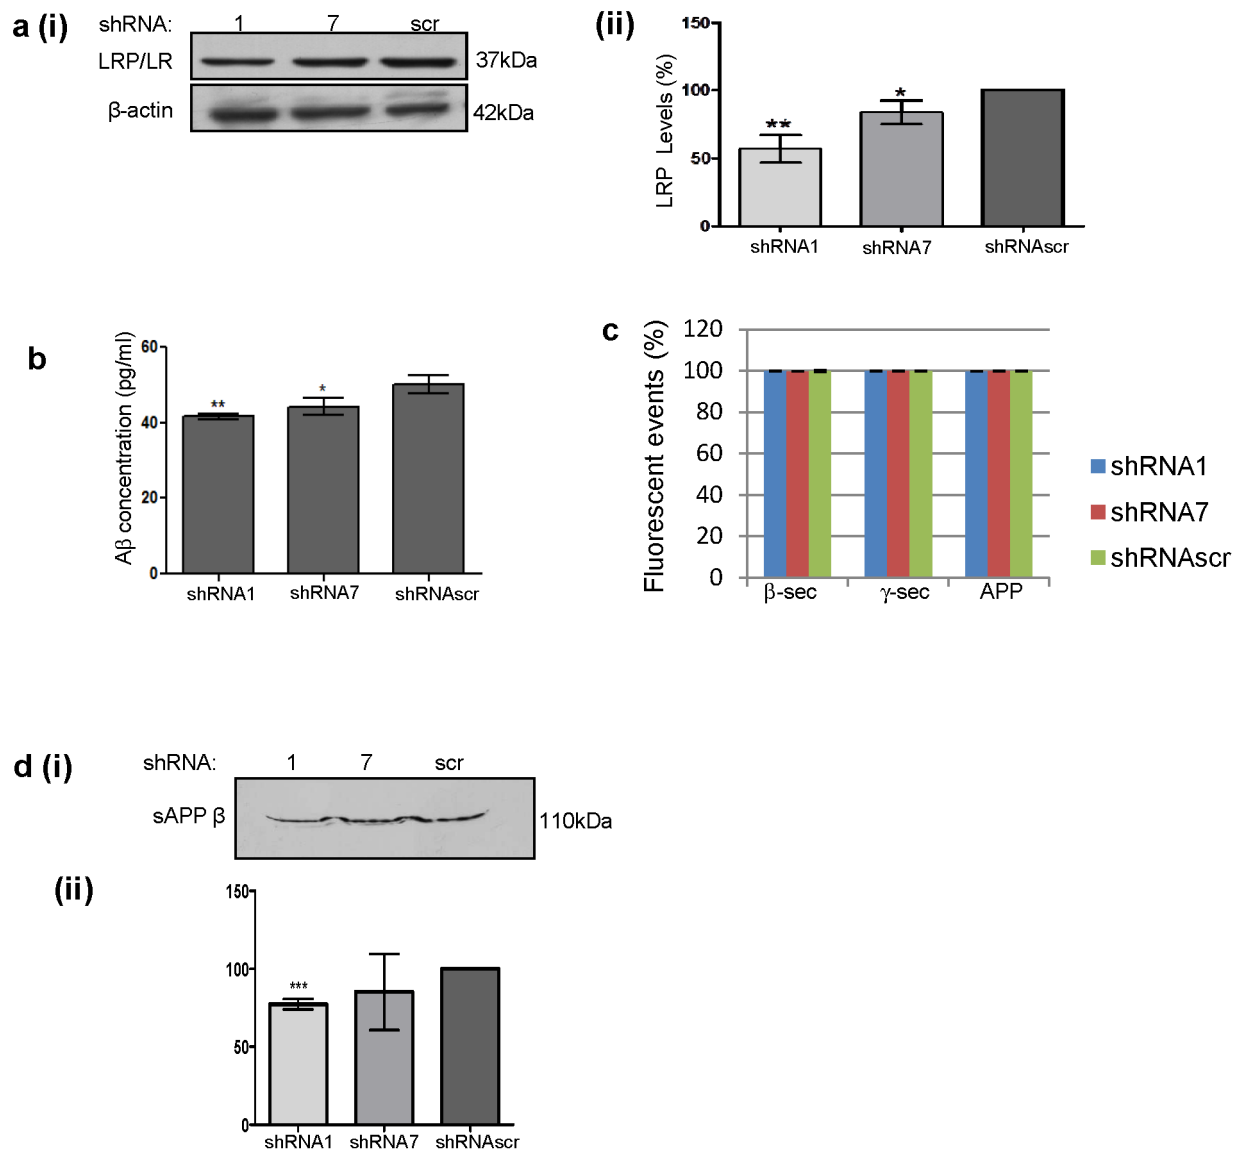 a (i)
shRNA: 1 7 scr
LRP/LR 37kDa
β-actin 42kDa
(ii)
LRP Levels (%)
150
100
50
0
** *
shRNA1 shRNA7 shRNAscr
b
Aβ concentration (pg/ml)
60
40
20
0
** *
shRNA1 shRNA7 shRNAscr
c
Fluorescent events (%)
120
100
80
60
40
20
0
β-sec γ-sec APP
shRNA1
shRNA7
shRNAscr
d (i)
shRNA: 1 7 scr
sAPP β 110kDa
(ii)
150
100
50
0
***
shRNA1 shRNA7 shRNAscr